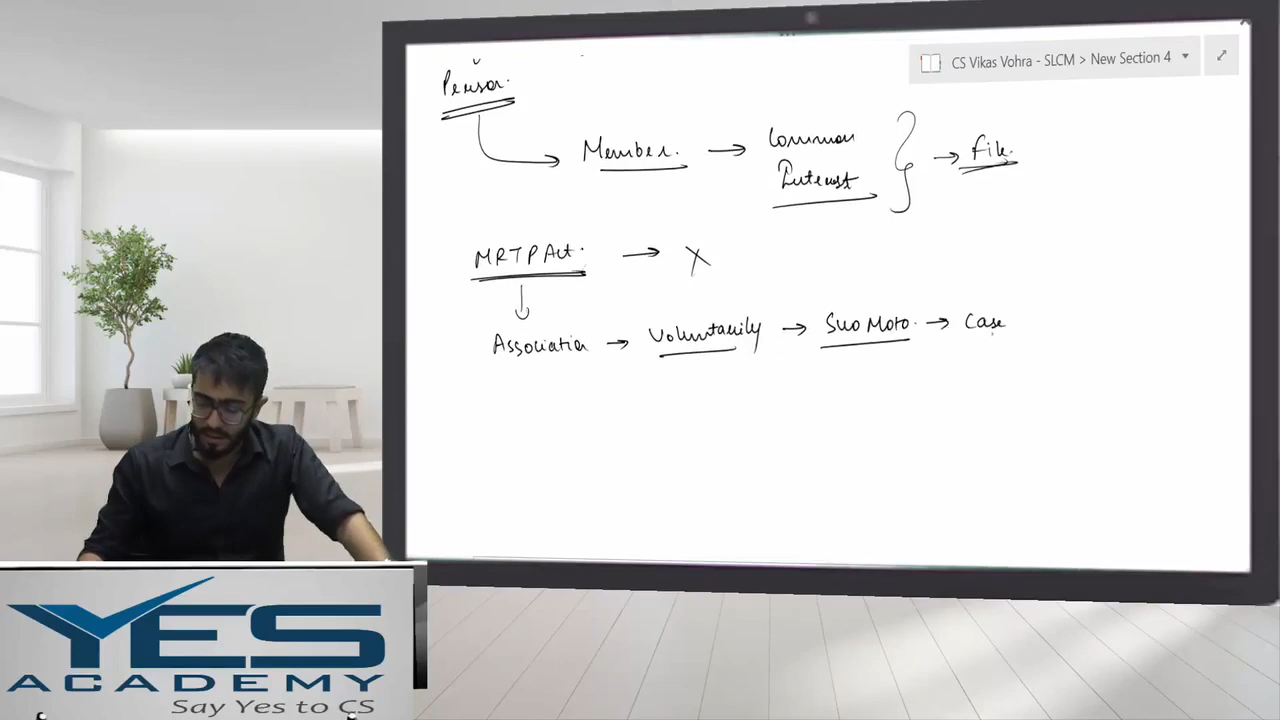 CS Vikas Vohra - SLCM > New Section 4
Person.
Member. → Common Interest } → File.
MRTP Act. → X
Association → Voluntarily → Suo Moto. → Case
YES
ACADEMY
Say Yes to CS